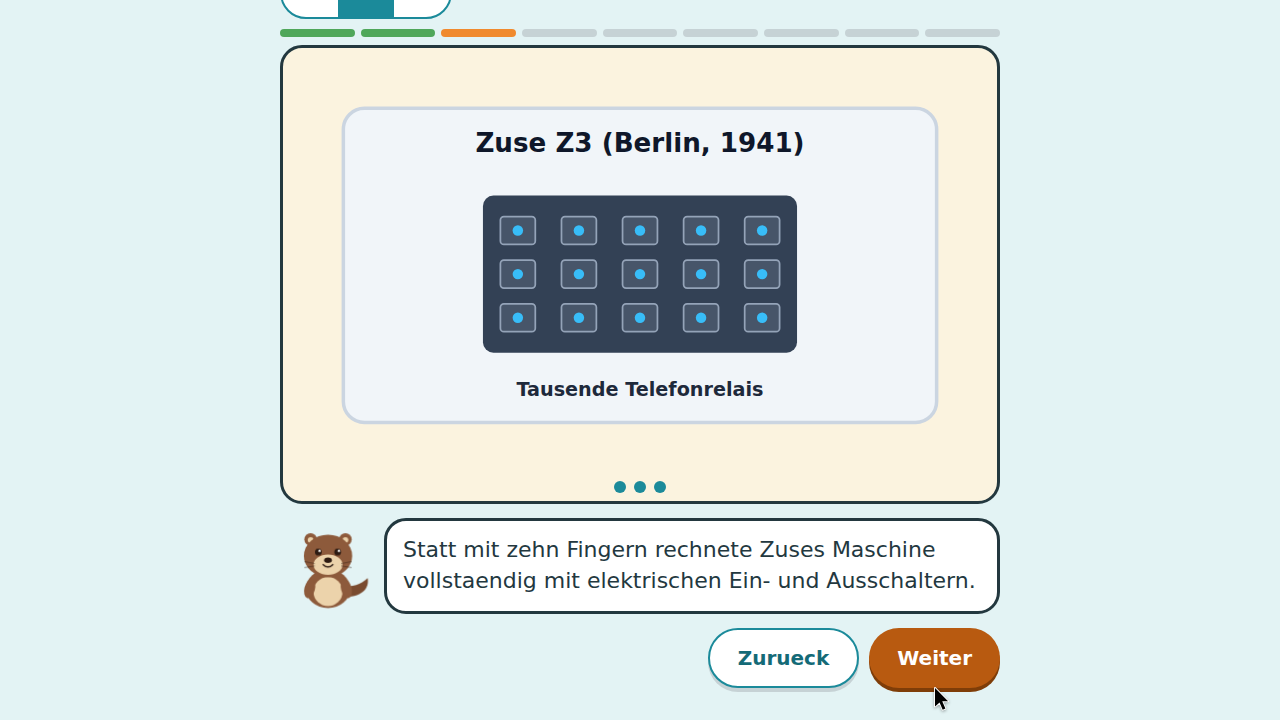 Zuse Z3 (Berlin, 1941)
Tausende Telefonrelais
Statt mit zehn Fingern rechnete Zuses Maschine
vollstaendig mit elektrischen Ein- und Ausschaltern.
Zurueck
Weiter